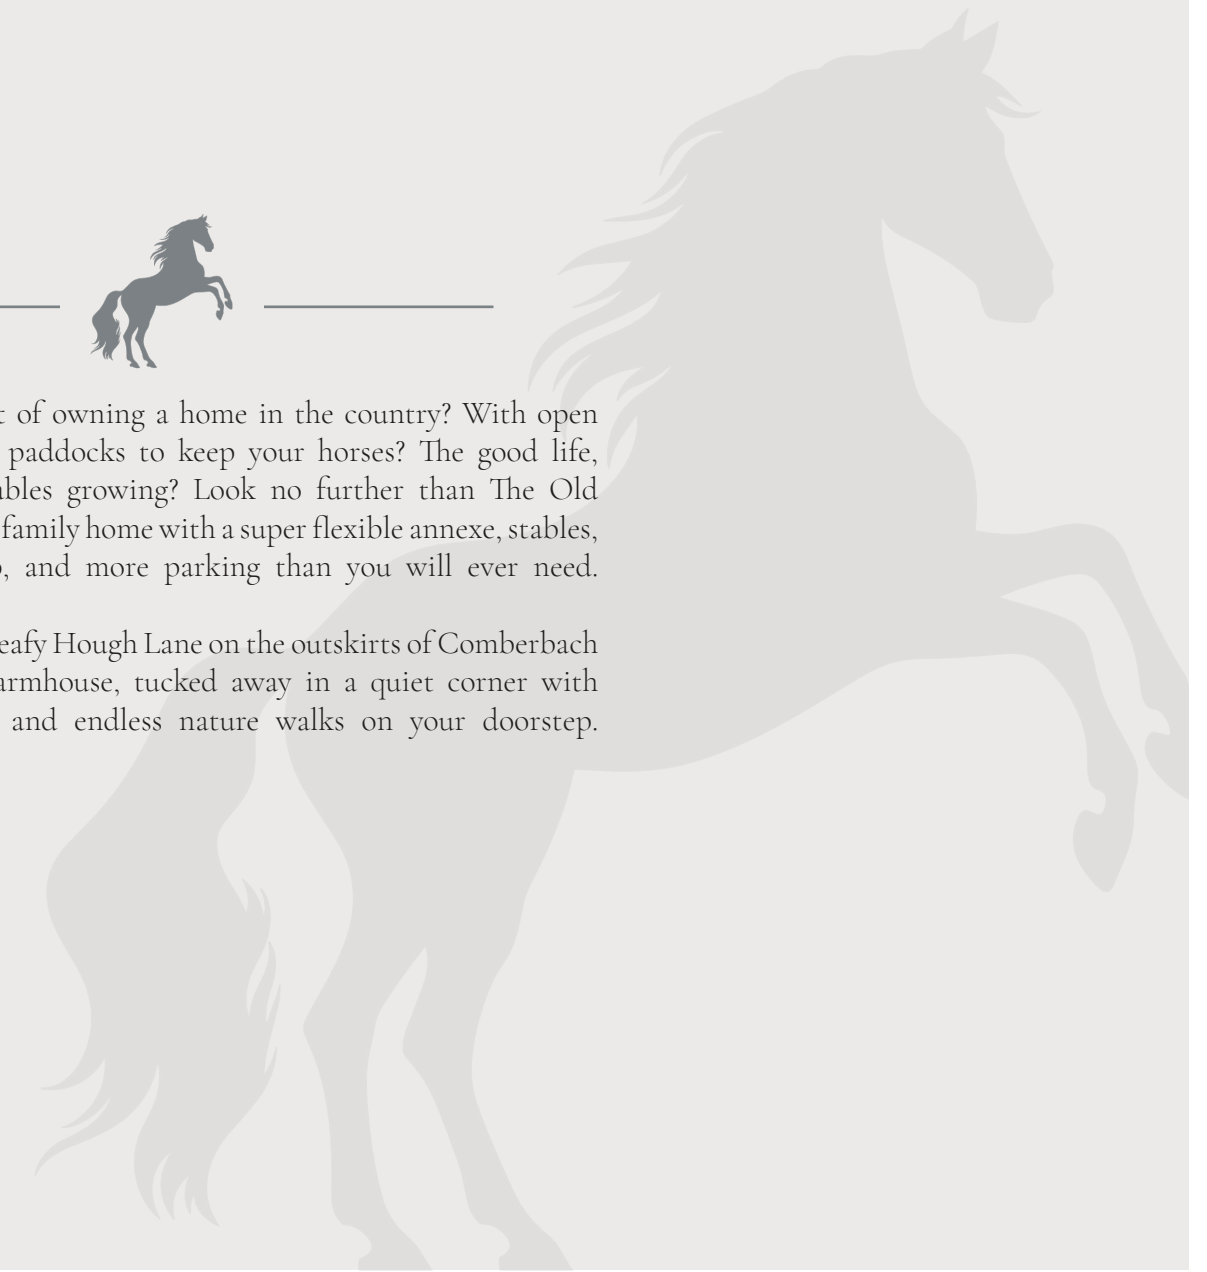 of owning a home in the country? With open
paddocks to keep your horses? The good life,
growing? Look no further than The Old
family home with a super flexible annexe, stables,
and more parking than you will ever need.
Hough Lane on the outskirts of Comberbach
tucked away in a quiet corner with
and endless nature walks on your doorstep.